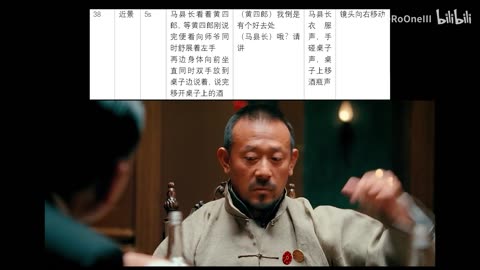 RoOneIII bilibili
38 近景 5s 马县长看着黄四 （黄四郎）我倒是 马县长 镜头向右移动
郎，等黄四郎刚说 有个好去处 衣服
完便看向师爷同 （马县长）哦？请 声，手
时舒展着左手 讲 碰桌子
再边身体向前坐 声，桌
直同时双手放到 子上移
桌子边说着，说完 酒瓶声
移开桌子上的酒